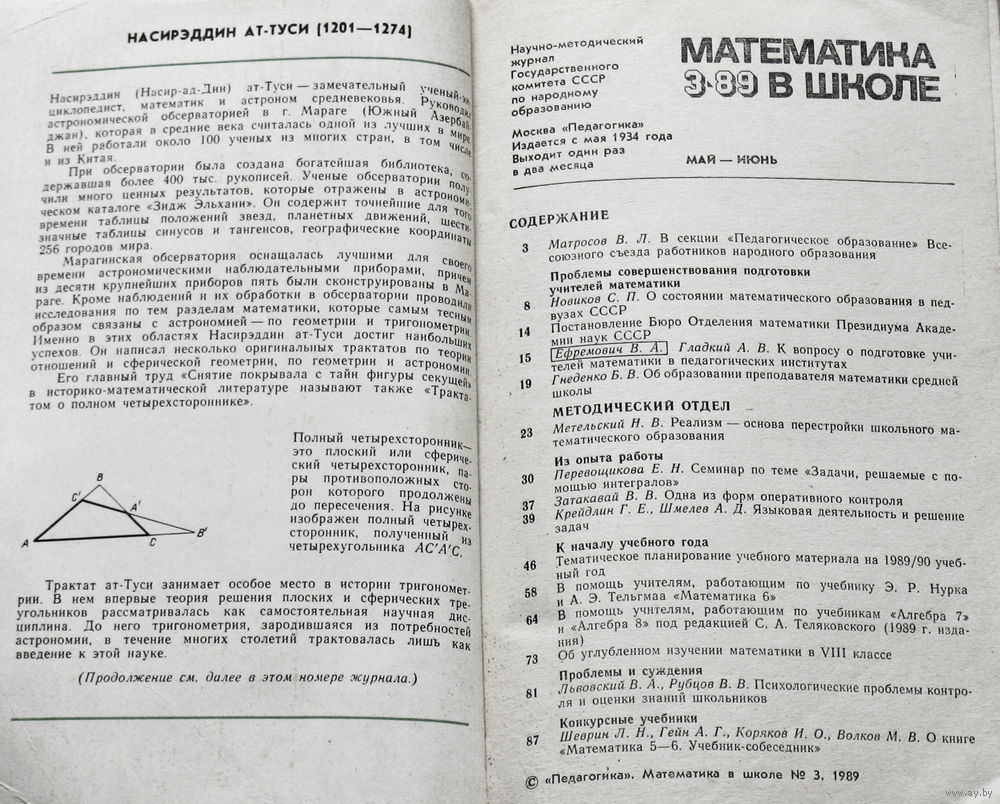 НАСИРЭДДИН АТ-ТУСИ (1201—1274)
Насирэддин (Насир-ад-Дин) ат-Туси — замечательный ученый-эн-
циклопедист, математик и астроном средневековья. Руководил
астрономической обсерваторией в г. Мараге (Южный Азербай-
джан), которая в средние века считалась одной из лучших в мире.
В ней работали около 100 ученых из многих стран, в том числе
и из Китая.
При обсерватории была создана богатейшая библиотека, со-
державшая более 400 тыс. рукописей. Ученые обсерватории полу-
чили много ценных результатов, которые отражены в астрономи-
ческом каталоге «Зидж Эльхани». Он содержит точнейшие для того
времени таблицы положений звезд, планетных движений, шести-
значные таблицы синусов и тангенсов, географические координаты
256 городов мира.
Марагинская обсерватория оснащалась лучшими для своего
времени астрономическими наблюдательными приборами, причем
из десяти крупнейших приборов пять были сконструированы в Ма-
раге. Кроме наблюдений и их обработки в обсерватории проводили
исследования по тем разделам математики, которые самым тесным
образом связаны с астрономией — по геометрии и тригонометрии.
Именно в этих областях Насирэддин ат-Туси достиг наибольших
успехов. Он написал несколько оригинальных трактатов по теории
отношений и сферической геометрии, по геометрии и астрономии.
Его главный труд «Снятие покрывала с тайн фигуры секущей»
в историко-математической литературе называют также «Тракта-
том о полном четырехстороннике».
Полный четырехсторонник—
это плоский или сфериче-
ский четырехсторонник, па-
ры противоположных сто-
рон которого продолжены
до пересечения. На рисунке
изображен полный четырех-
сторонник, полученный из
четырехугольника AC'A'C.
B
C'
A'
B'
A
C
Трактат ат-Туси занимает особое место в истории тригономет-
рии. В нем впервые теория решения плоских и сферических тре-
угольников рассматривалась как самостоятельная научная дис-
циплина. До него тригонометрия, зародившаяся из потребностей
астрономии, в течение многих столетий трактовалась лишь как
введение к этой науке.
(Продолжение см. далее в этом номере журнала.)
Научно-методический
журнал
Государственного
комитета СССР
по народному
образованию
Москва «Педагогика»
Издается с мая 1934 года
Выходит один раз
в два месяца
МАТЕМАТИКА
3·89 В ШКОЛЕ
МАЙ — ИЮНЬ
СОДЕРЖАНИЕ
3 Матросов В. Л. В секции «Педагогическое образование» Все-
союзного съезда работников народного образования
Проблемы совершенствования подготовки
учителей математики
8 Новиков С. П. О состоянии математического образования в пед-
вузах СССР
14 Постановление Бюро Отделения математики Президиума Акаде-
мии наук СССР
15 Ефремович В. А. Гладкий А. В. К вопросу о подготовке учи-
телей математики в педагогических институтах
19 Гнеденко Б. В. Об образовании преподавателя математики средней
школы
МЕТОДИЧЕСКИЙ ОТДЕЛ
23 Метельский Н. В. Реализм — основа перестройки школьного ма-
тематического образования
Из опыта работы
30 Перевощикова Е. Н. Семинар по теме «Задачи, решаемые с по-
мощью интегралов»
37 Затакавай В. В. Одна из форм оперативного контроля
39 Крейдлин Г. Е., Шмелев А. Д. Языковая деятельность и решение
задач
К началу учебного года
46 Тематическое планирование учебного материала на 1989/90 учеб-
ный год
58 В помощь учителям, работающим по учебнику Э. Р. Нурка
и А. Э. Тельгмаа «Математика 6»
64 В помощь учителям, работающим по учебникам «Алгебра 7»
и «Алгебра 8» под редакцией С. А. Теляковского (1989 г. изда-
ния)
73 Об углубленном изучении математики в VIII классе
Проблемы и суждения
81 Львовский В. А., Рубцов В. В. Психологические проблемы контро-
ля и оценки знаний школьников
Конкурсные учебники
87 Шеврин Л. Н., Гейн А. Г., Коряков И. О., Волков М. В. О книге
«Математика 5—6. Учебник-собеседник»
© «Педагогика». Математика в школе № 3, 1989
www.ay.by